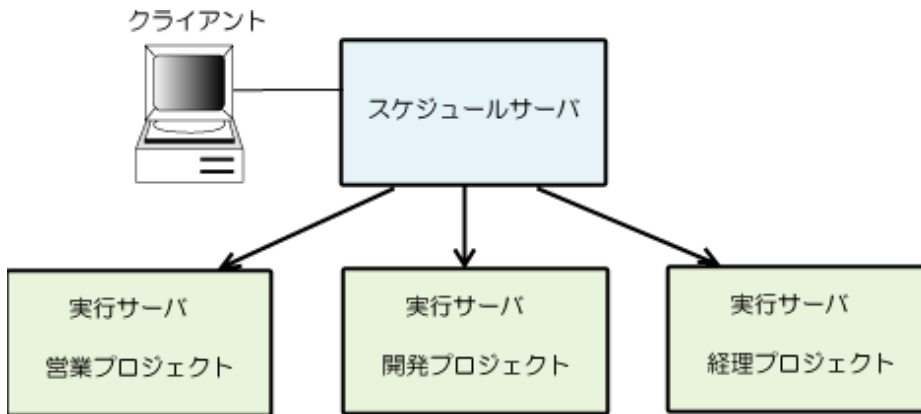 クライアント
スケジュールサーバ
実行サーバ
営業プロジェクト
実行サーバ
開発プロジェクト
実行サーバ
経理プロジェクト